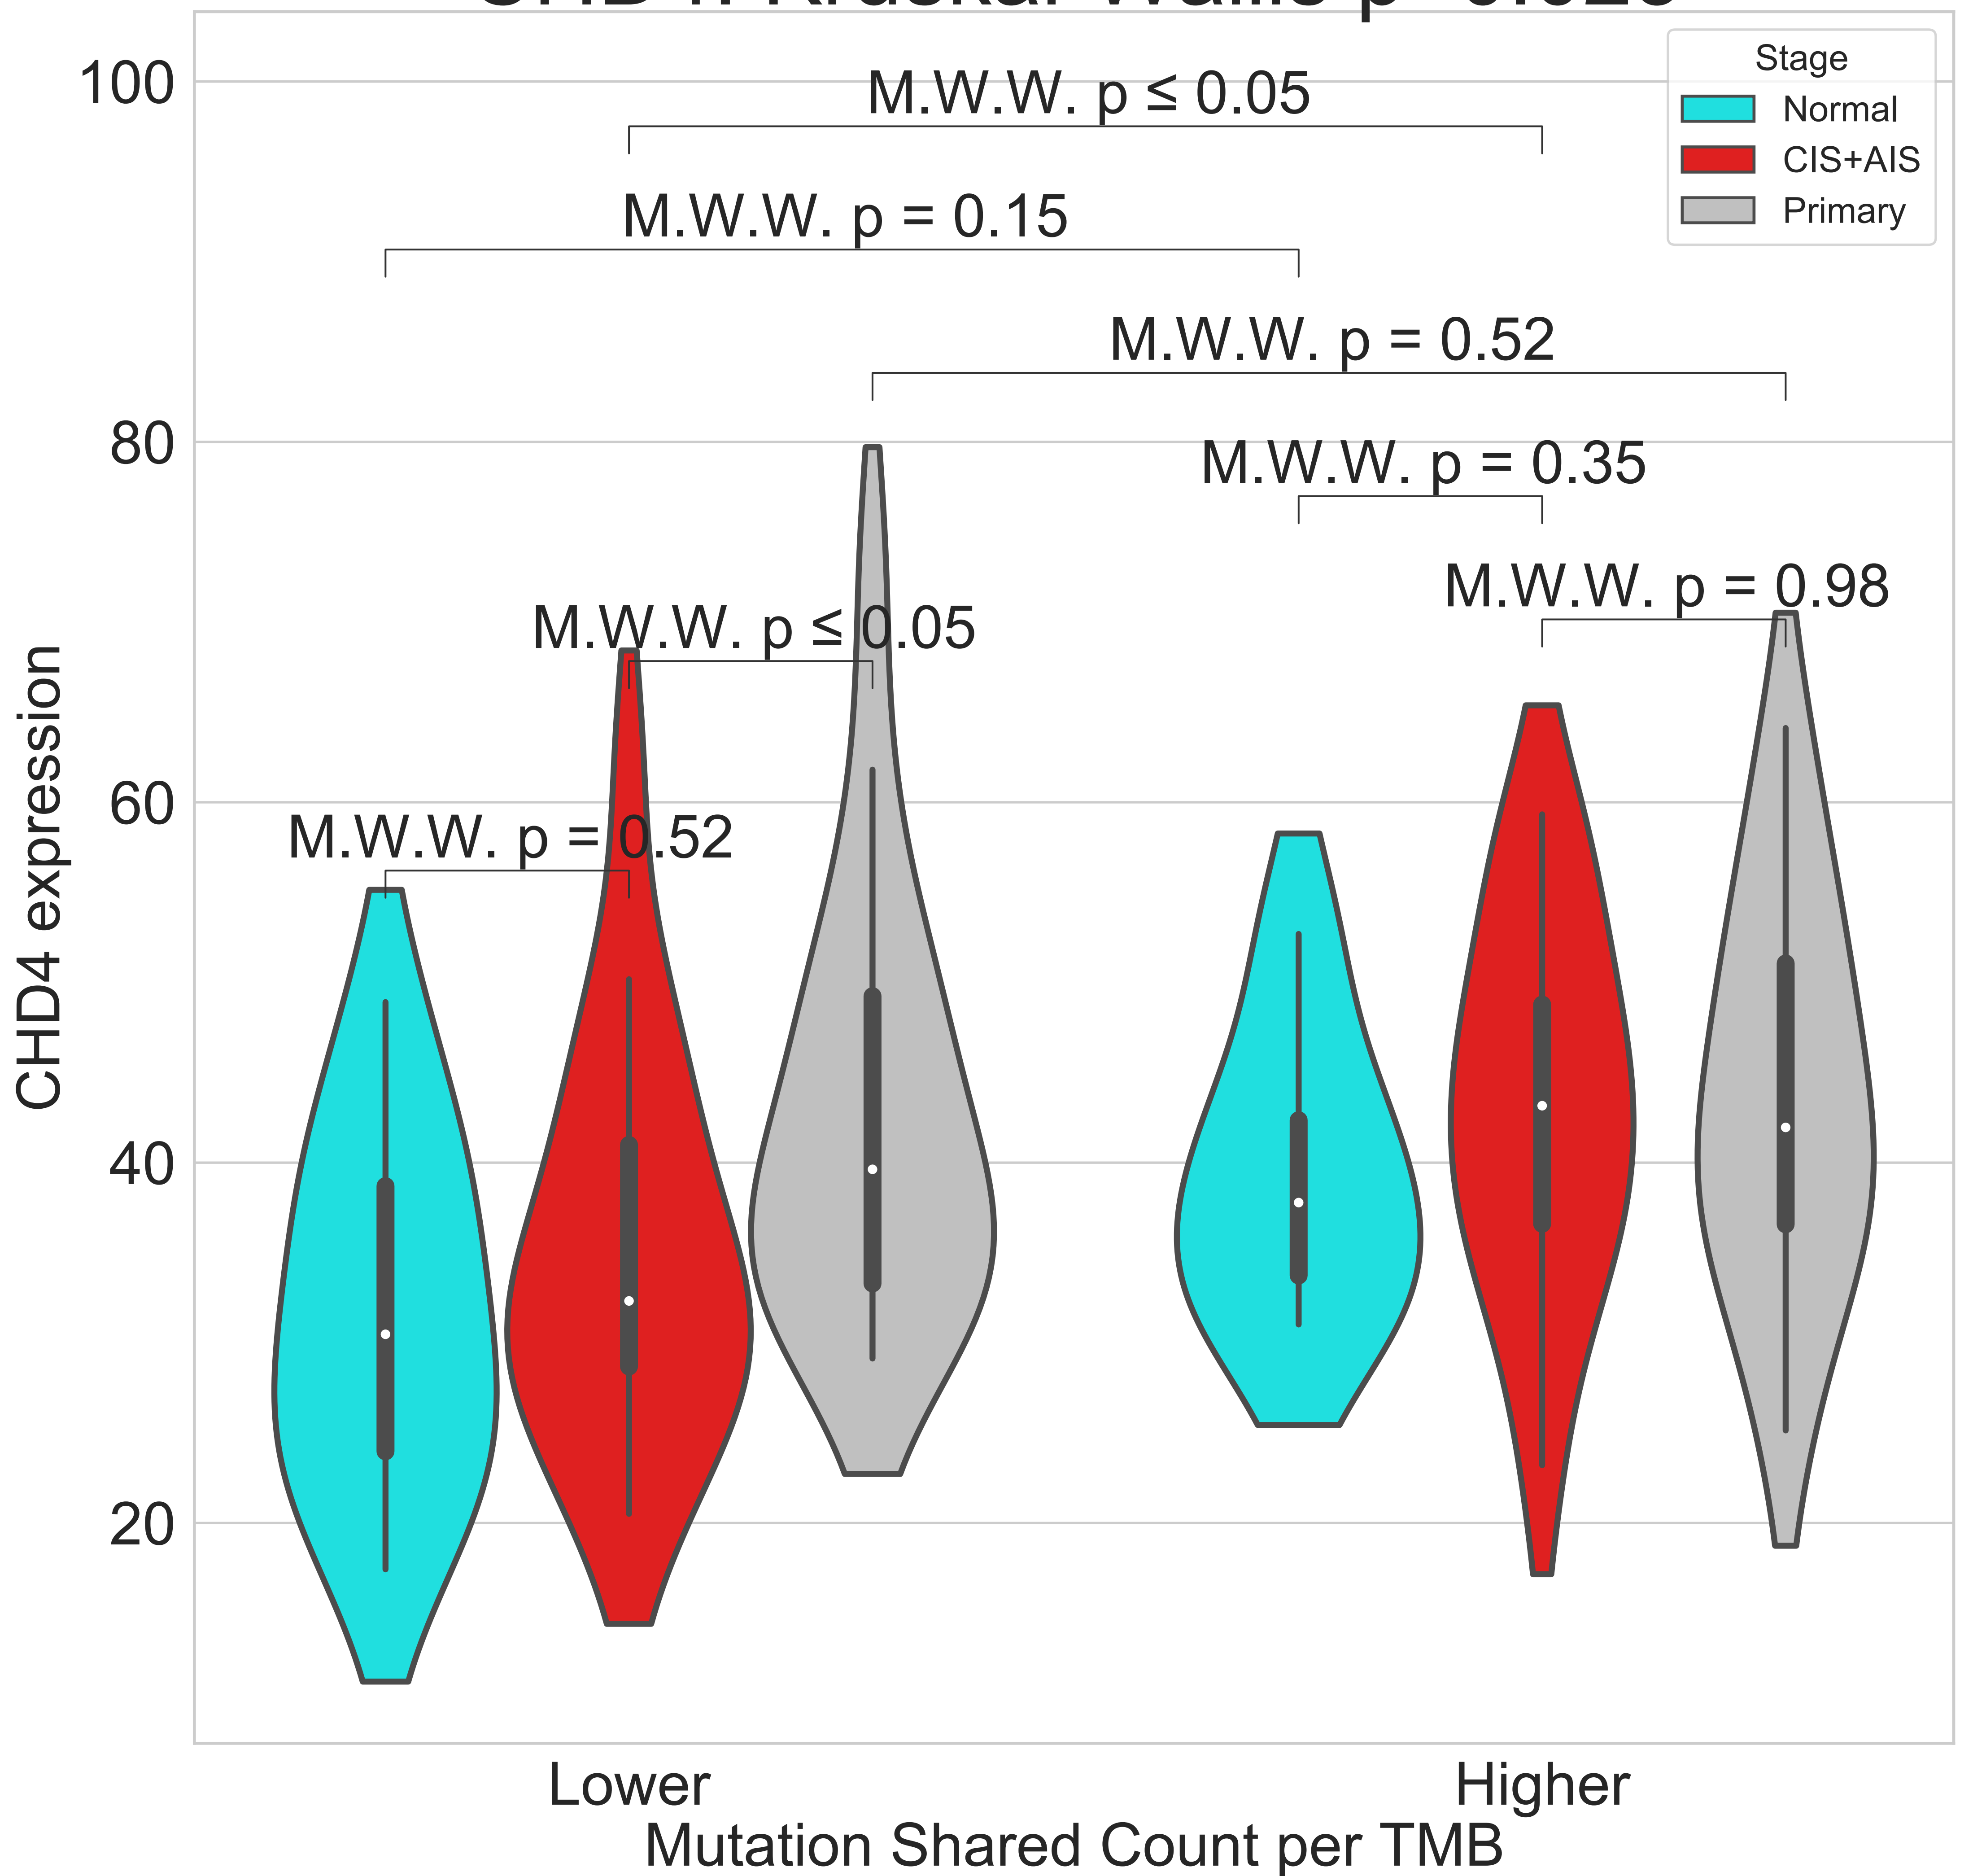 Stage
Normal
CIS+AIS
Primary
M.W.W. p ≤ 0.05
M.W.W. p = 0.15
M.W.W. p = 0.52
M.W.W. p = 0.35
M.W.W. p = 0.98
M.W.W. p ≤ 0.05
M.W.W. p = 0.52
100
80
60
40
20
CHD4 expression
Lower
Higher
Mutation Shared Count per TMB